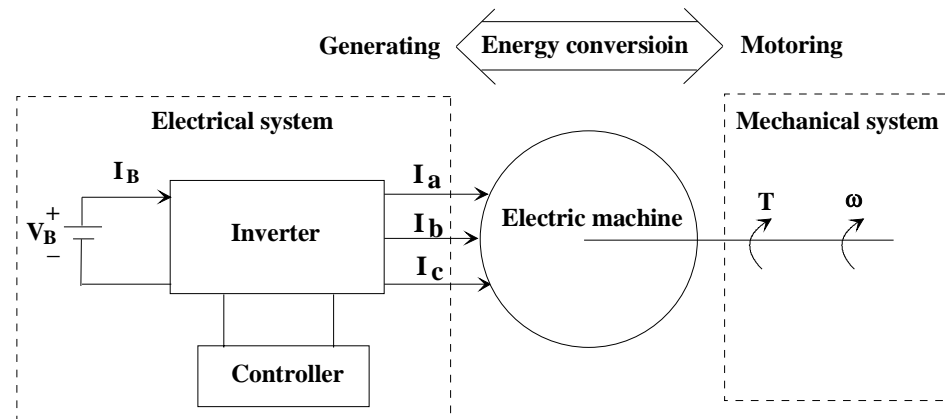 Generating
Energy conversioin
Motoring
Electrical system
Mechanical system
I_B
I_a
T
ω
+
V_B
−
Inverter
I_b
Electric machine
I_c
Controller